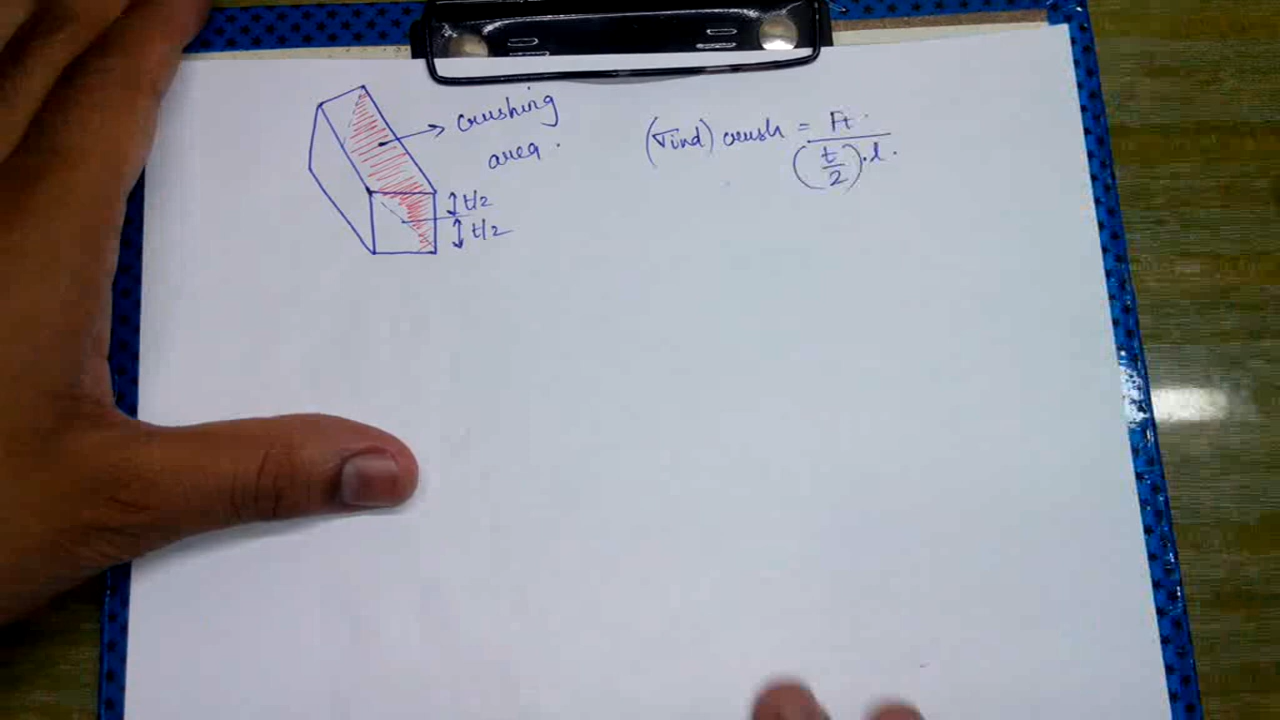 crushing
area.
t/2
t/2
(σind) crush = Ft.
(t/2).l.